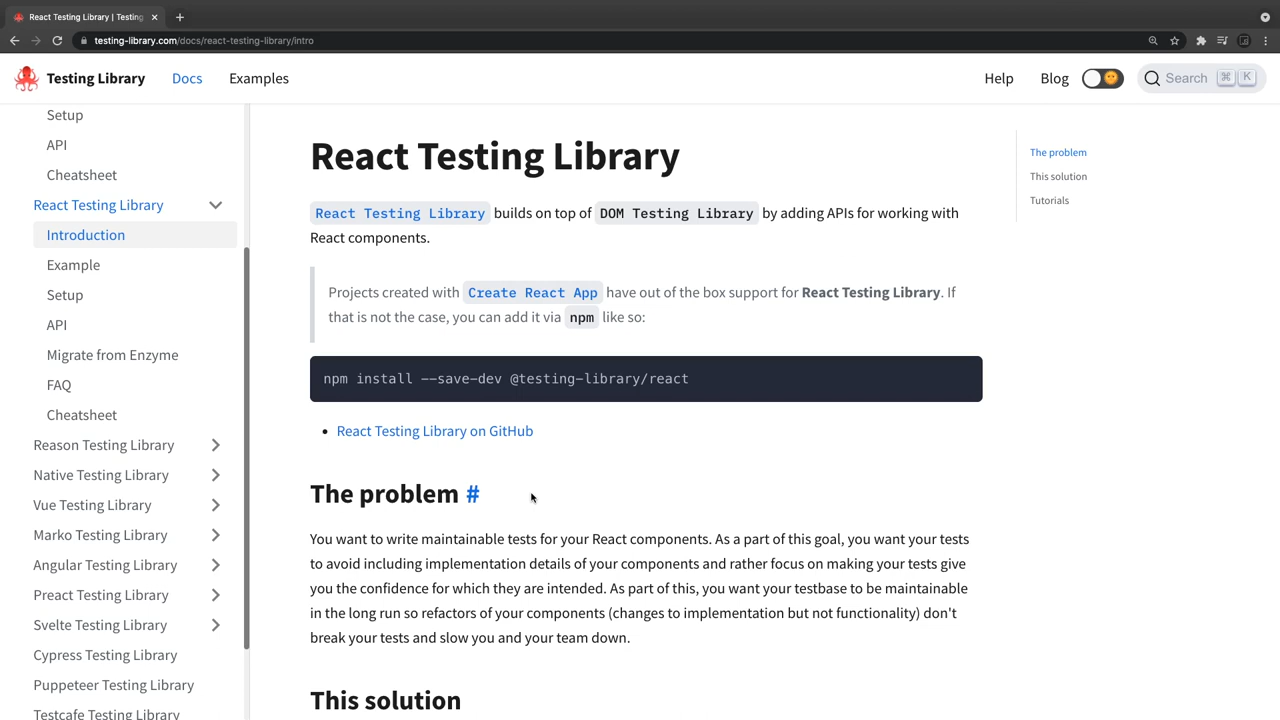 React Testing Library | Testing
testing-library.com/docs/react-testing-library/intro
Testing Library
Docs
Examples
Help
Blog
Search
⌘
K
Setup
API
Cheatsheet
React Testing Library
Introduction
Example
Setup
API
Migrate from Enzyme
FAQ
Cheatsheet
Reason Testing Library
Native Testing Library
Vue Testing Library
Marko Testing Library
Angular Testing Library
Preact Testing Library
Svelte Testing Library
Cypress Testing Library
Puppeteer Testing Library
Testcafe Testing Library
React Testing Library
React Testing Library builds on top of DOM Testing Library by adding APIs for working with
React components.
Projects created with Create React App have out of the box support for React Testing Library. If
that is not the case, you can add it via npm like so:
npm install --save-dev @testing-library/react
• React Testing Library on GitHub
The problem #
You want to write maintainable tests for your React components. As a part of this goal, you want your tests
to avoid including implementation details of your components and rather focus on making your tests give
you the confidence for which they are intended. As part of this, you want your testbase to be maintainable
in the long run so refactors of your components (changes to implementation but not functionality) don't
break your tests and slow you and your team down.
This solution
The problem
This solution
Tutorials